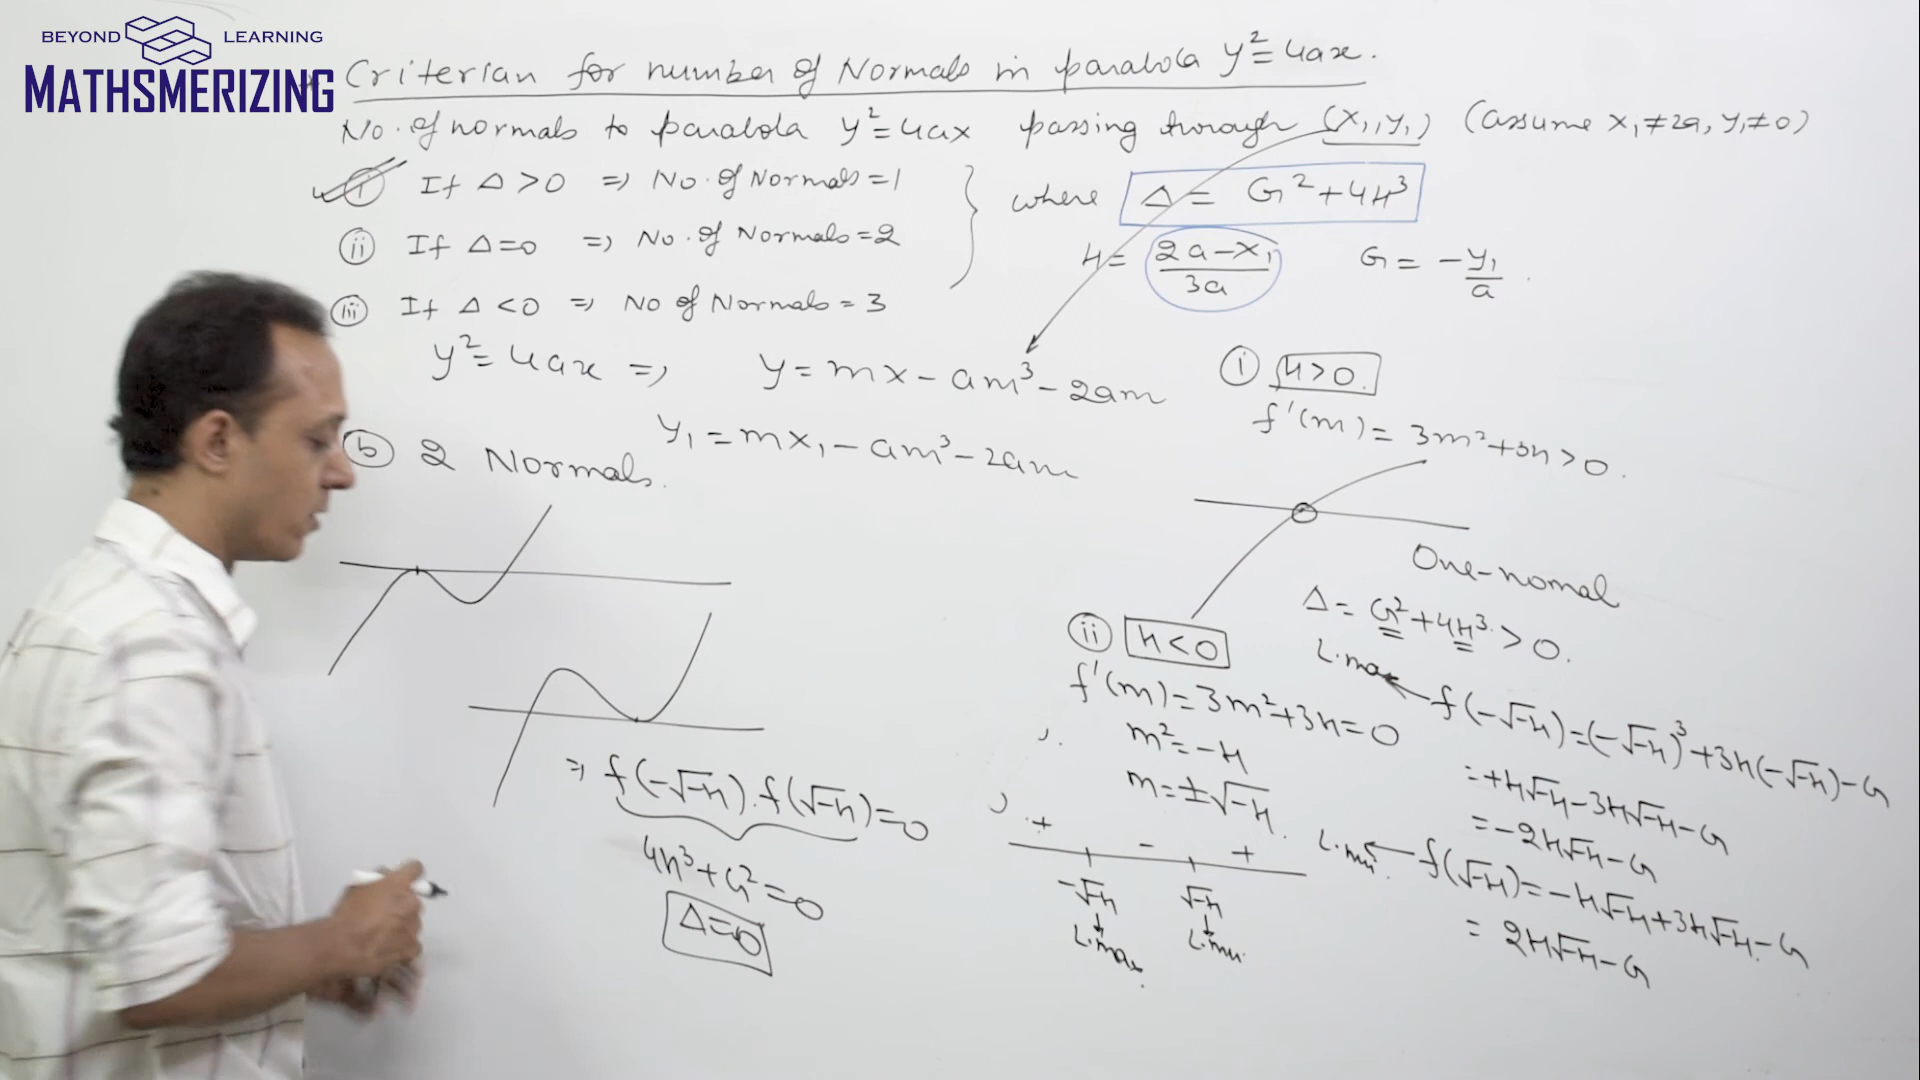 BEYOND LEARNING
MATHSMERIZING
Criterian for number of Normals in parabola y²=4ax.
No. of normals to parabola y²=4ax passing through (x₁,y₁) (assume x₁≠2a, y₁≠0)
(i) If Δ>0 => No. of Normals=1
(ii) If Δ=0 => No. of Normals=2
(iii) If Δ<0 => No of Normals=3
where Δ= G²+4H³
H= (2a-x₁)/3a G= -y₁/a
y²=4ax => y=mx-am³-2am
y₁=mx₁-am³-2am
(b) 2 Normals.
=> f(-√-H).f(√-H)=0
4H³+G²=0
Δ=0
(i) H>0.
f'(m)=3m²+3H>0.
One-normal
Δ= G²+4H³>0.
(ii) H<0
f'(m)=3m²+3H=0
m²=-H
m=±√-H.
+ - +
-√-H √-H
L.max L.min
L.max f(-√-H)=(-√-H)³+3H(-√-H)-G
=+H√-H-3H√-H-G
=-2H√-H-G
L.min f(√-H)=-H√-H+3H√-H-G
= 2H√-H-G